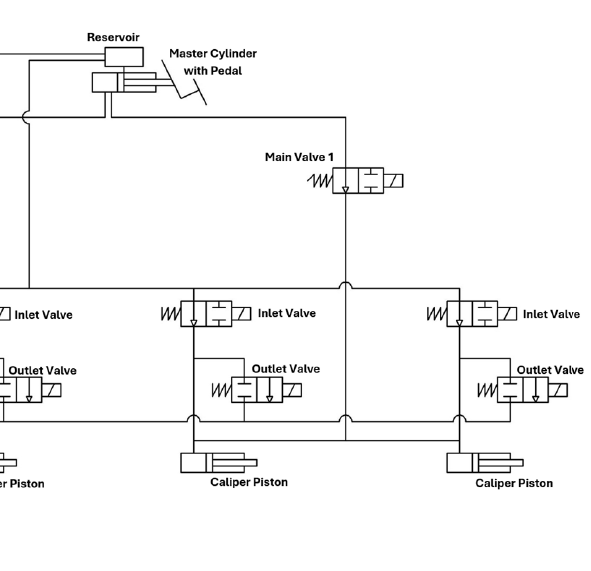 Reservoir
Master Cylinder
with Pedal
Main Valve 1
Inlet Valve
Inlet Valve
Inlet Valve
Outlet Valve
Outlet Valve
Outlet Valve
er Piston
Caliper Piston
Caliper Piston